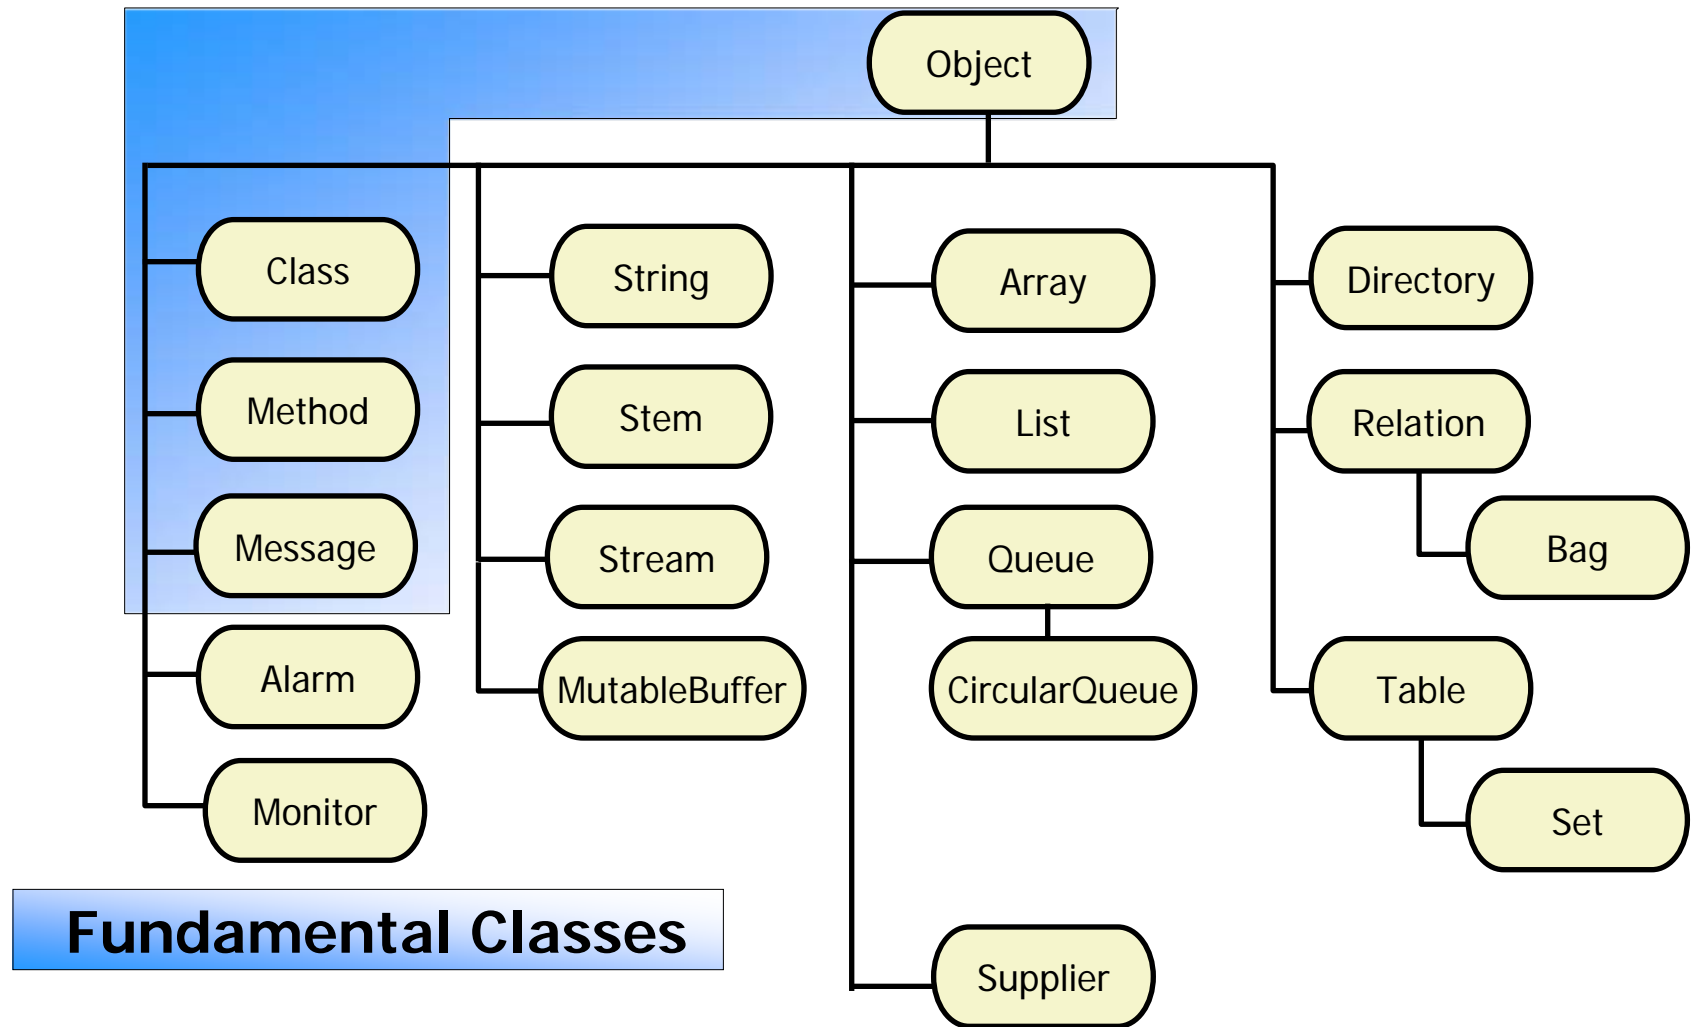 Object
Class
Method
Message
Alarm
Monitor
String
Stem
Stream
MutableBuffer
Array
List
Queue
CircularQueue
Supplier
Directory
Relation
Bag
Table
Set
Fundamental Classes